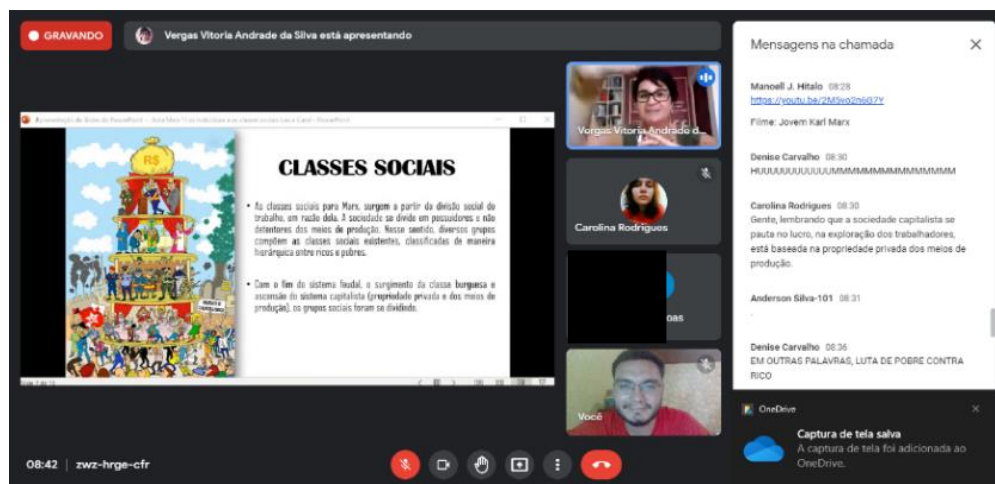 GRAVANDO
Vergas Vitoria Andrade da Silva está apresentando
CLASSES SOCIAIS
• As classes sociais para Marx, surgem a partir da divisão social do
trabalho, em razão dela. A sociedade se divide em possuidores e não
detentores dos meios de produção. Nesse sentido, diversos grupos
compõem as classes sociais existentes, classificadas de maneira
hierárquica entre ricos e pobres.
• Com o fim do sistema feudal, o surgimento da classe burguesa e
ascensão do sistema capitalista (propriedade privada e dos meios de
produção), os grupos sociais foram se dividindo.
R$
Vergas Vitoria Andrade d...
Carolina Rodrigues
oas
Você
08:42 | zwz-hrge-cfr
Mensagens na chamada
Manoell J. Hitalo 08:28
https://youtu.be/2M5vo2n6G7Y
Filme: Jovem Karl Marx
Denise Carvalho 08:30
HUUUUUUUUUUUUMMMMMMMMMMMMMMMM
Carolina Rodrigues 08:30
Gente, lembrando que a sociedade capitalista se
pauta no lucro, na exploração dos trabalhadores,
está baseada na propriedade privada dos meios de
produção.
Anderson Silva-101 08:31
.
Denise Carvalho 08:36
EM OUTRAS PALAVRAS, LUTA DE POBRE CONTRA
RICO
OneDrive
Captura de tela salva
A captura de tela foi adicionada ao
OneDrive.